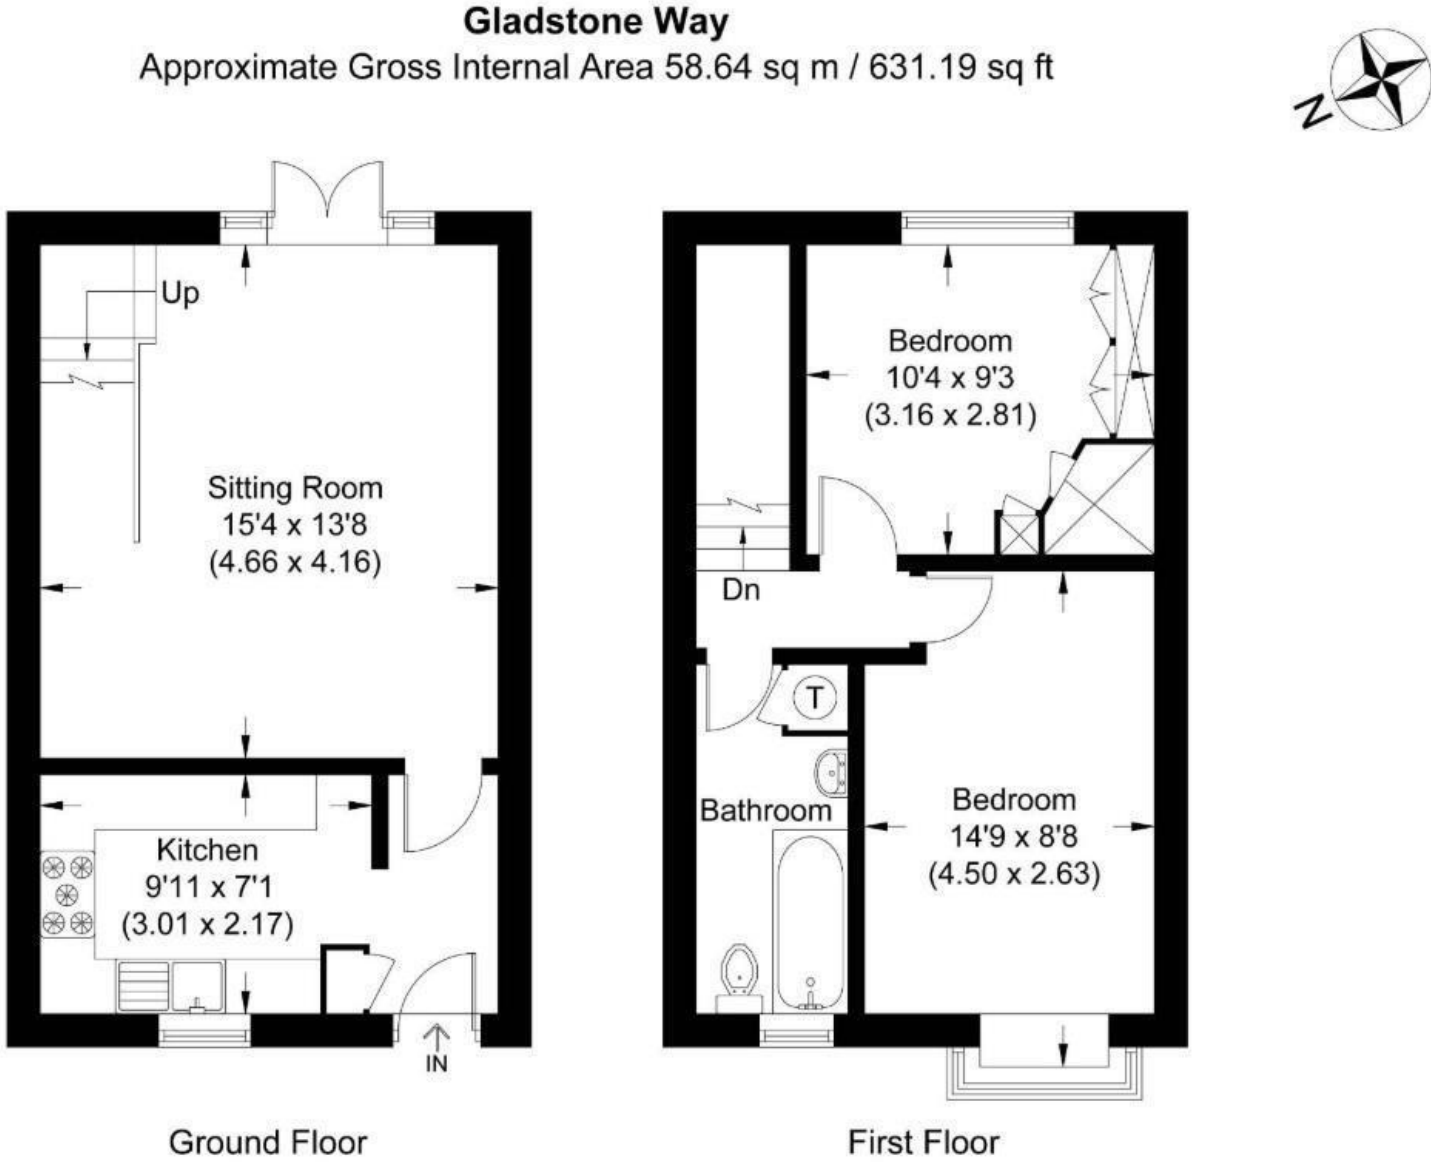 Gladstone Way
Approximate Gross Internal Area 58.64 sq m / 631.19 sq ft
N
Up
Sitting Room
15'4 x 13'8
(4.66 x 4.16)
Kitchen
9'11 x 7'1
(3.01 x 2.17)
IN
Ground Floor
Bedroom
10'4 x 9'3
(3.16 x 2.81)
Dn
T
Bathroom
Bedroom
14'9 x 8'8
(4.50 x 2.63)
First Floor